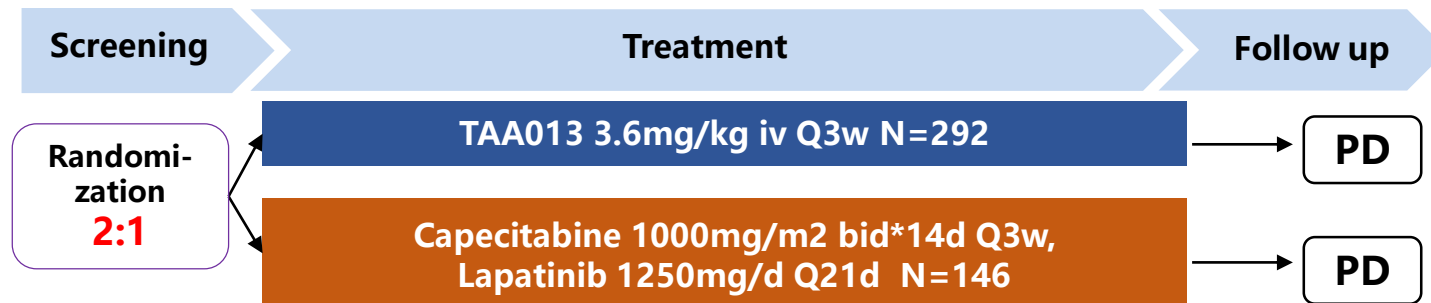 Screening
Treatment
Follow up
Randomi-
zation
2:1
TAA013 3.6mg/kg iv Q3w N=292
PD
Capecitabine 1000mg/m2 bid*14d Q3w,
Lapatinib 1250mg/d Q21d N=146
PD